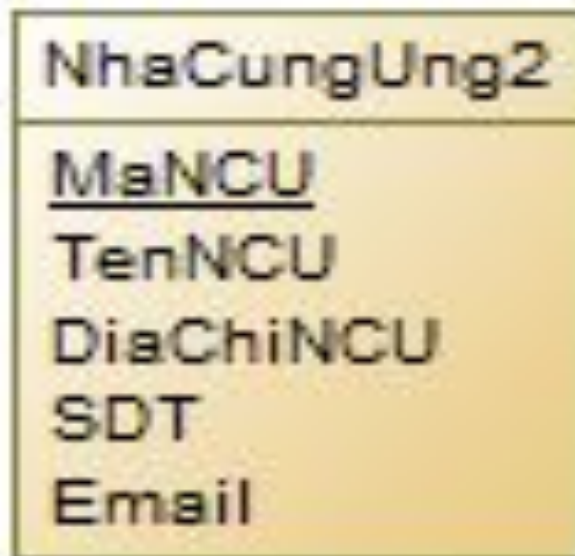 NhaCungUng2
MaNCU
TenNCU
DiaChiNCU
SDT
Email